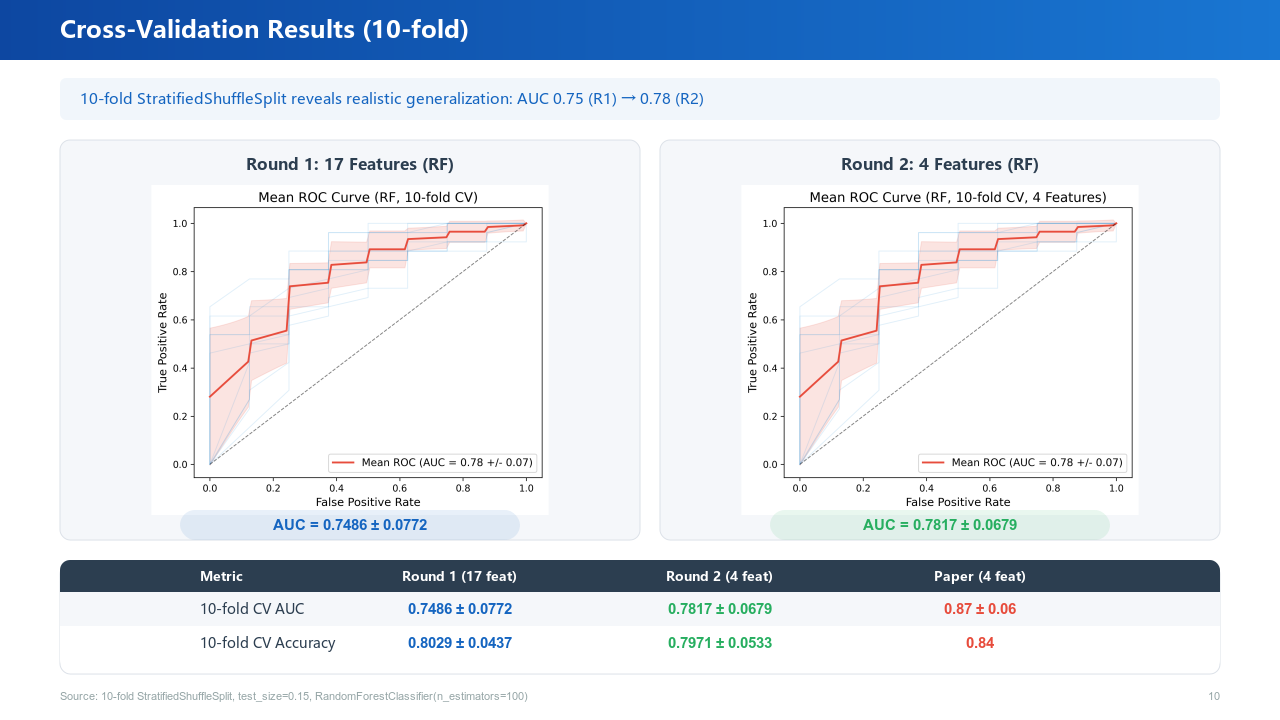 Cross-Validation Results (10-fold)
10-fold StratifiedShuffleSplit reveals realistic generalization: AUC 0.75 (R1) → 0.78 (R2)
Round 1: 17 Features (RF)
Mean ROC Curve (RF, 10-fold CV)
1.0
0.8
0.6
0.4
0.2
0.0
True Positive Rate
Mean ROC (AUC = 0.78 +/- 0.07)
0.0 0.2 0.4 0.6 0.8 1.0
False Positive Rate
AUC = 0.7486 ± 0.0772
Round 2: 4 Features (RF)
Mean ROC Curve (RF, 10-fold CV, 4 Features)
1.0
0.8
0.6
0.4
0.2
0.0
True Positive Rate
Mean ROC (AUC = 0.78 +/- 0.07)
0.0 0.2 0.4 0.6 0.8 1.0
False Positive Rate
AUC = 0.7817 ± 0.0679
Metric Round 1 (17 feat) Round 2 (4 feat) Paper (4 feat)
10-fold CV AUC 0.7486 ± 0.0772 0.7817 ± 0.0679 0.87 ± 0.06
10-fold CV Accuracy 0.8029 ± 0.0437 0.7971 ± 0.0533 0.84
Source: 10-fold StratifiedShuffleSplit, test_size=0.15, RandomForestClassifier(n_estimators=100)
10